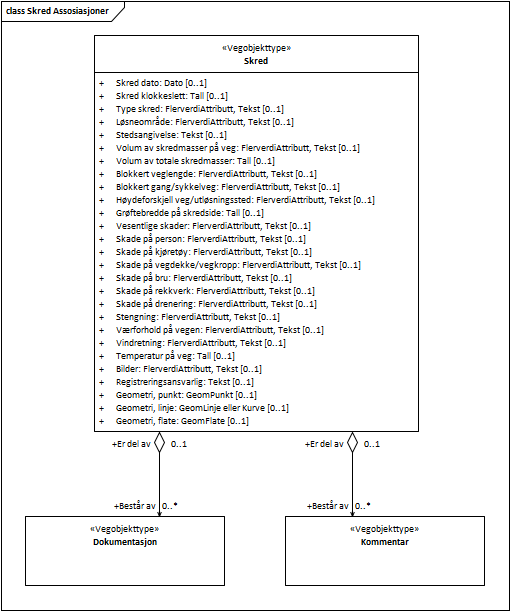 class Skred Assosiasjoner
«Vegobjekttype»
Skred
+ Skred dato: Dato [0..1]
+ Skred klokkeslett: Tall [0..1]
+ Type skred: FlerverdiAttributt, Tekst [0..1]
+ Løsneområde: FlerverdiAttributt, Tekst [0..1]
+ Stedsangivelse: Tekst [0..1]
+ Volum av skredmasser på veg: FlerverdiAttributt, Tekst [0..1]
+ Volum av totale skredmasser: Tall [0..1]
+ Blokkert veglengde: FlerverdiAttributt, Tekst [0..1]
+ Blokkert gang/sykkelveg: FlerverdiAttributt, Tekst [0..1]
+ Høydeforskjell veg/utløsningssted: FlerverdiAttributt, Tekst [0..1]
+ Grøftebredde på skredside: Tall [0..1]
+ Vesentlige skader: FlerverdiAttributt, Tekst [0..1]
+ Skade på person: FlerverdiAttributt, Tekst [0..1]
+ Skade på kjøretøy: FlerverdiAttributt, Tekst [0..1]
+ Skade på vegdekke/vegkropp: FlerverdiAttributt, Tekst [0..1]
+ Skade på bru: FlerverdiAttributt, Tekst [0..1]
+ Skade på rekkverk: FlerverdiAttributt, Tekst [0..1]
+ Skade på drenering: FlerverdiAttributt, Tekst [0..1]
+ Stengning: FlerverdiAttributt, Tekst [0..1]
+ Værforhold på vegen: FlerverdiAttributt, Tekst [0..1]
+ Vindretning: FlerverdiAttributt, Tekst [0..1]
+ Temperatur på veg: Tall [0..1]
+ Bilder: FlerverdiAttributt, Tekst [0..1]
+ Registreringsansvarlig: Tekst [0..1]
+ Geometri, punkt: GeomPunkt [0..1]
+ Geometri, linje: GeomLinje eller Kurve [0..1]
+ Geometri, flate: GeomFlate [0..1]
+Er del av 0..1
+Er del av 0..1
+Består av 0..*
+Består av 0..*
«Vegobjekttype»
Dokumentasjon
«Vegobjekttype»
Kommentar